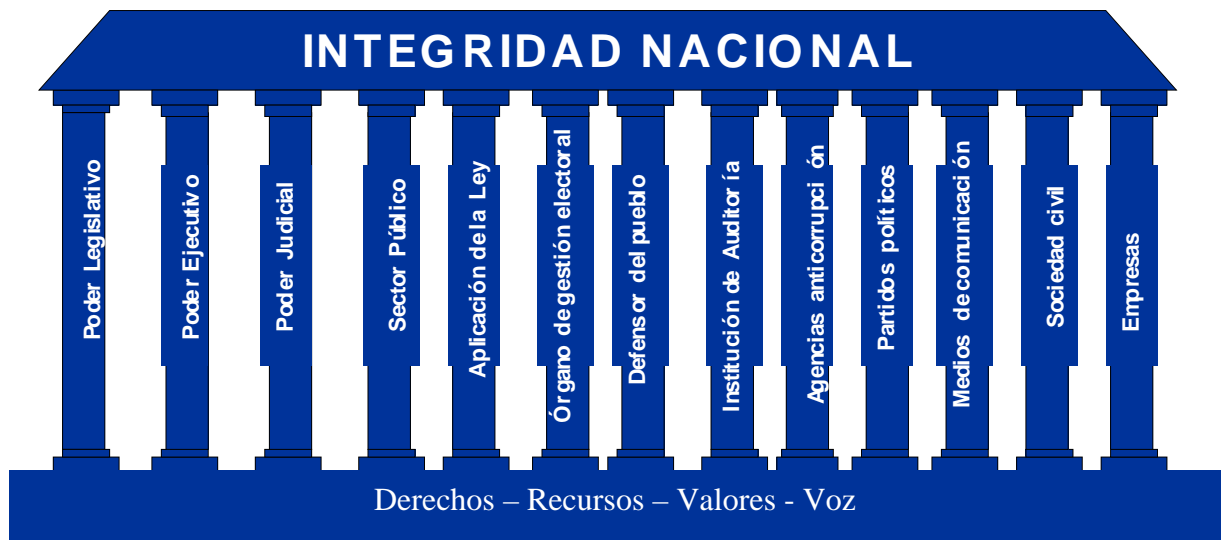 INTEGRIDAD NACIONAL
Poder Legislativo
Poder Ejecutivo
Poder Judicial
Sector Público
Aplicación de la Ley
Órgano de gestión electoral
Defensor del pueblo
Institución de Auditoría
Agencias anticorrupción
Partidos políticos
Medios de comunicación
Sociedad civil
Empresas
Derechos – Recursos – Valores - Voz